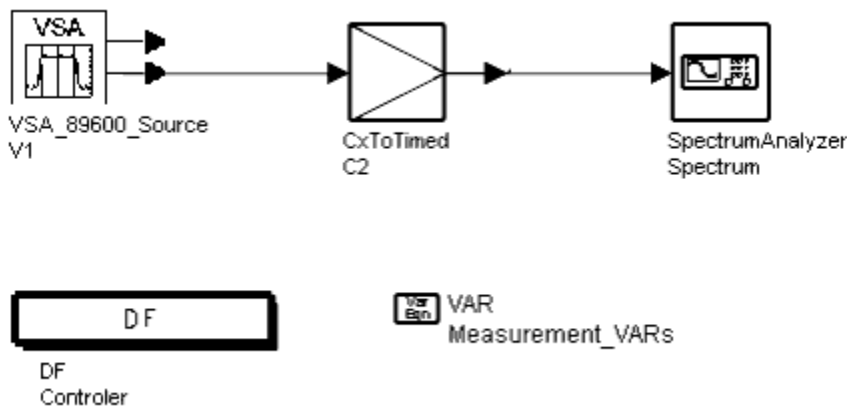 VSA
VSA_89600_Source
V1
CxToTimed
C2
SpectrumAnalyzer
Spectrum
DF
DF
Controler
Var
Eqn
VAR
Measurement_VARs